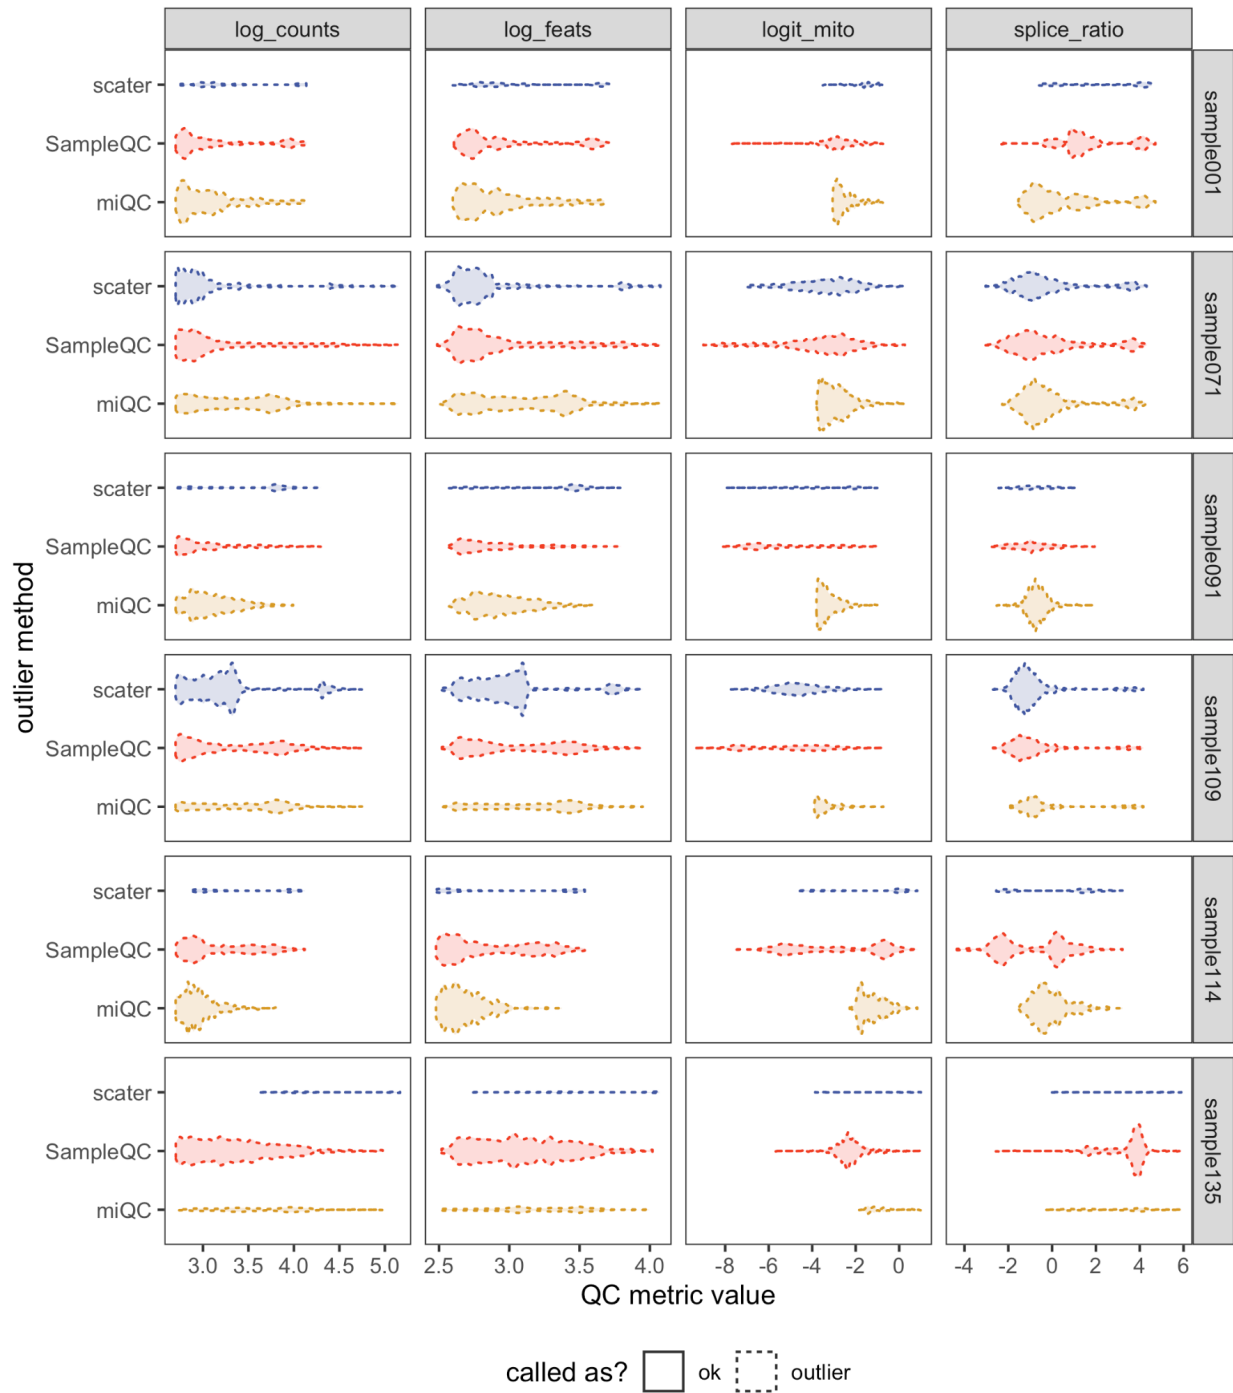 log_counts log_feats logit_mito splice_ratio
scater
SampleQC
miQC
sample001
scater
SampleQC
miQC
sample071
scater
SampleQC
miQC
sample091
scater
SampleQC
miQC
sample109
scater
SampleQC
miQC
sample114
scater
SampleQC
miQC
sample135
outlier method
3.0 3.5 4.0 4.5 5.0 2.5 3.0 3.5 4.0 -8 -6 -4 -2 0 -4 -2 0 2 4 6
QC metric value
called as? ok outlier